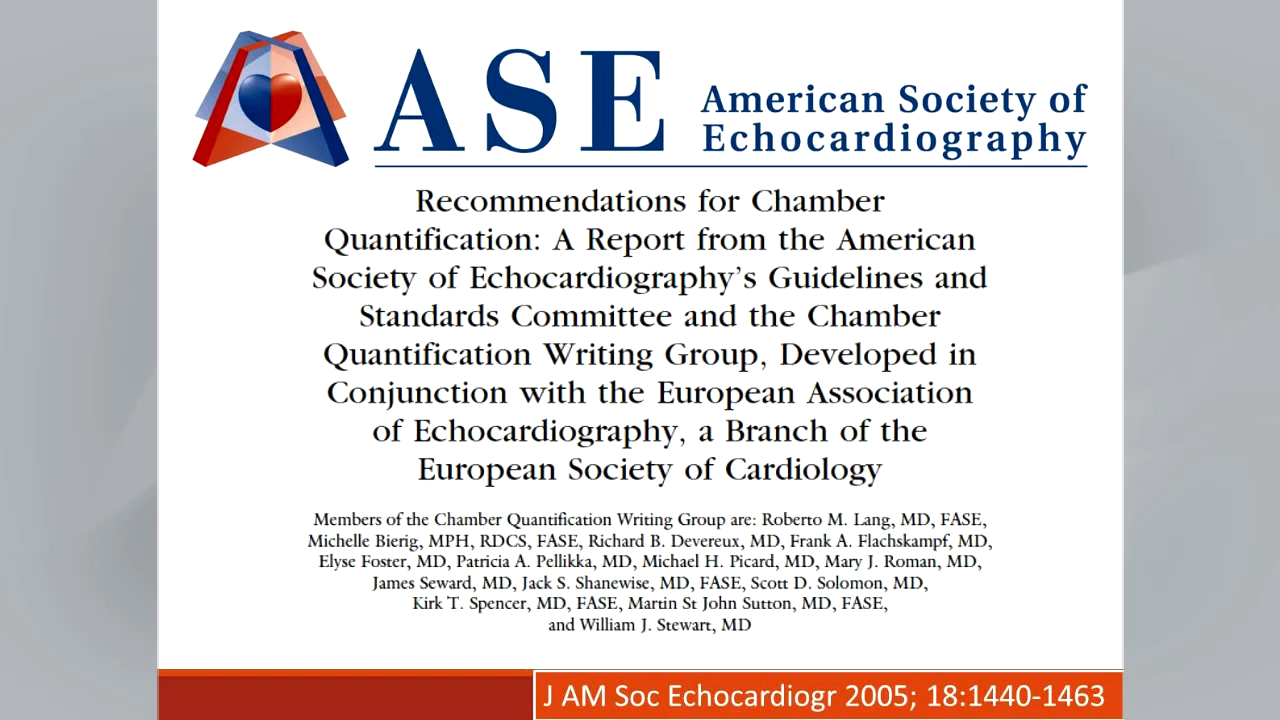 ASE
American Society of
Echocardiography
Recommendations for Chamber
Quantification: A Report from the American
Society of Echocardiography's Guidelines and
Standards Committee and the Chamber
Quantification Writing Group, Developed in
Conjunction with the European Association
of Echocardiography, a Branch of the
European Society of Cardiology
Members of the Chamber Quantification Writing Group are: Roberto M. Lang, MD, FASE,
Michelle Bierig, MPH, RDCS, FASE, Richard B. Devereux, MD, Frank A. Flachskampf, MD,
Elyse Foster, MD, Patricia A. Pellikka, MD, Michael H. Picard, MD, Mary J. Roman, MD,
James Seward, MD, Jack S. Shanewise, MD, FASE, Scott D. Solomon, MD,
Kirk T. Spencer, MD, FASE, Martin St John Sutton, MD, FASE,
and William J. Stewart, MD
J AM Soc Echocardiogr 2005; 18:1440-1463